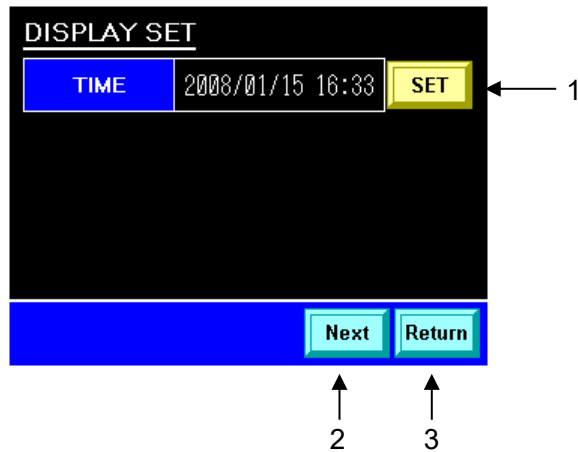 DISPLAY SET
TIME 2008/01/15 16:33 SET 1
Next Return
2 3